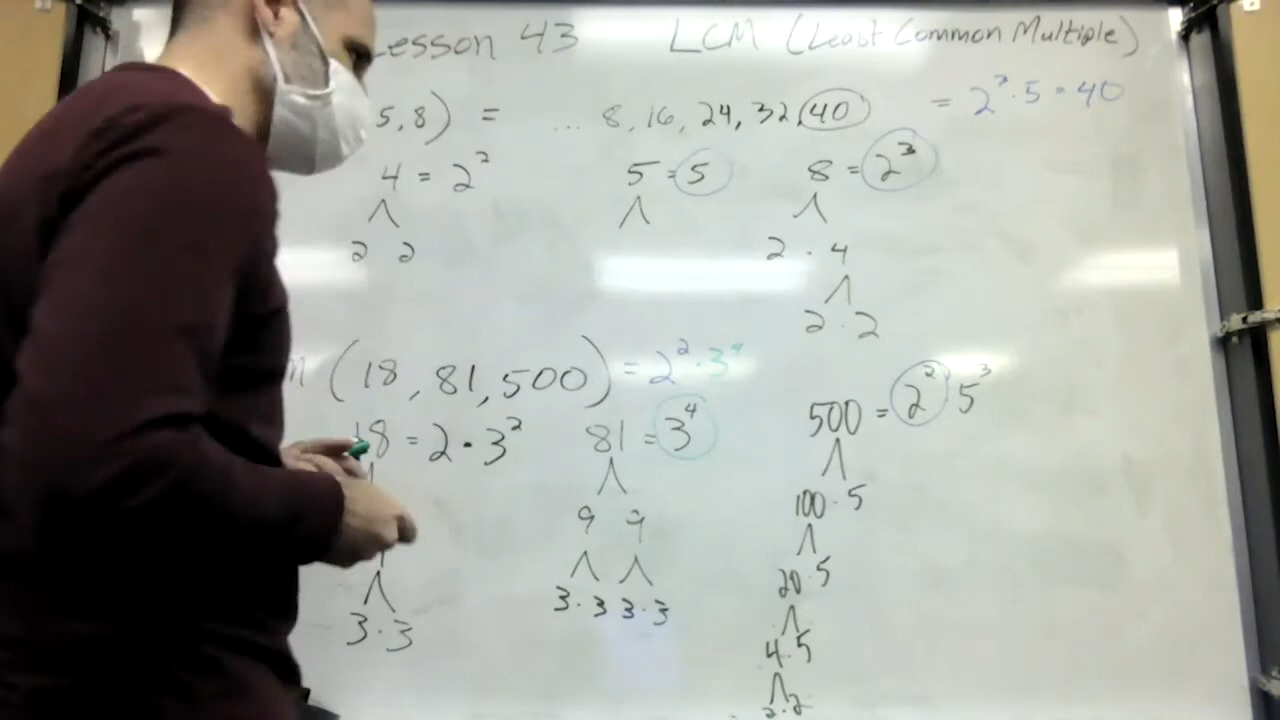 Lesson 43 LCM (Least Common Multiple)
5,8) = ... 8, 16, 24, 32, 40 = 2³·5=40
4 = 2² 5 = 5 8 = 2³
2 2 2 · 4
2 · 2
M (18, 81, 500) = 2² · 3⁴
18 = 2 · 3² 81 = 3⁴ 500 = 2² 5³
9 9 100 · 5
3 · 3 3 · 3 3 · 3 20 · 5
4 · 5
2 · 2